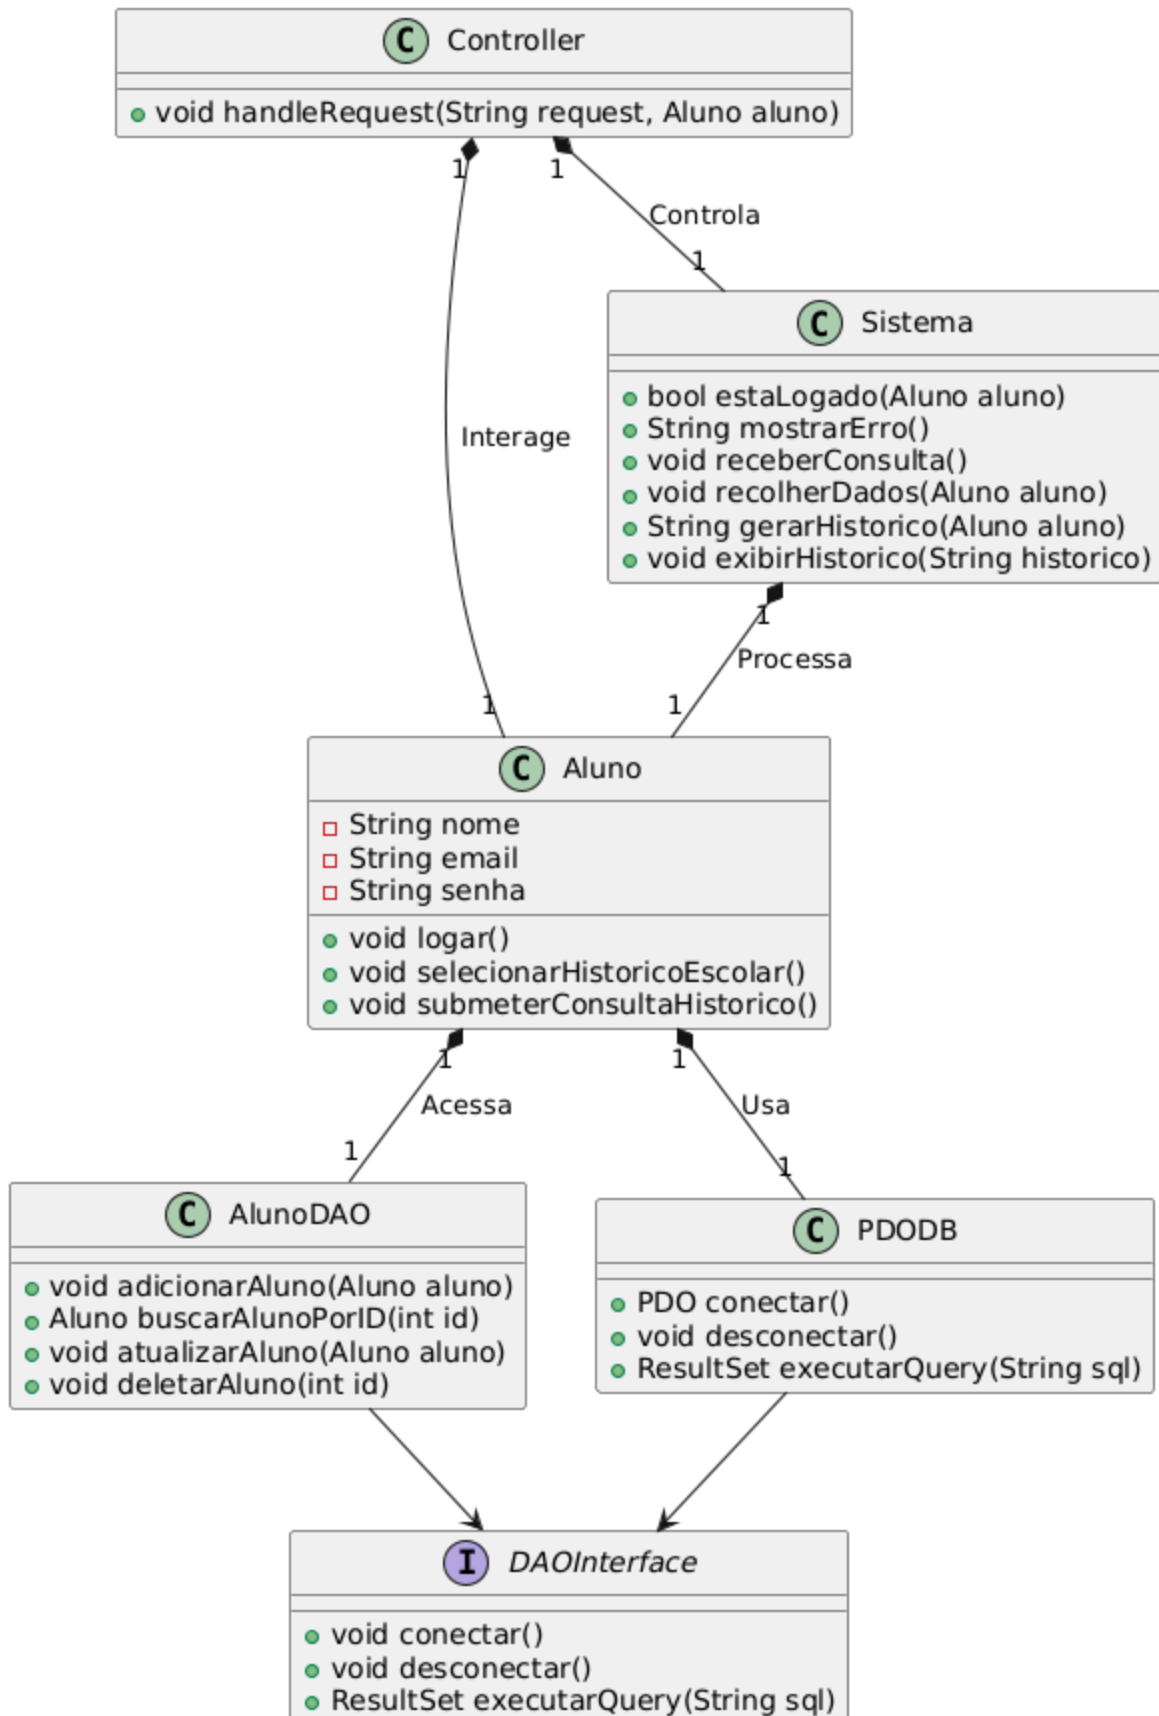 C Controller
void handleRequest(String request, Aluno aluno)
1
1
Controla
1
C Sistema
bool estaLogado(Aluno aluno)
String mostrarErro()
void receberConsulta()
void recolherDados(Aluno aluno)
String gerarHistorico(Aluno aluno)
void exibirHistorico(String historico)
Interage
1
Processa
1
1
C Aluno
String nome
String email
String senha
void logar()
void selecionarHistoricoEscolar()
void submeterConsultaHistorico()
1
1
Acessa
Usa
1
1
C AlunoDAO
void adicionarAluno(Aluno aluno)
Aluno buscarAlunoPorID(int id)
void atualizarAluno(Aluno aluno)
void deletarAluno(int id)
C PDODB
PDO conectar()
void desconectar()
ResultSet executarQuery(String sql)
I DAOInterface
void conectar()
void desconectar()
ResultSet executarQuery(String sql)